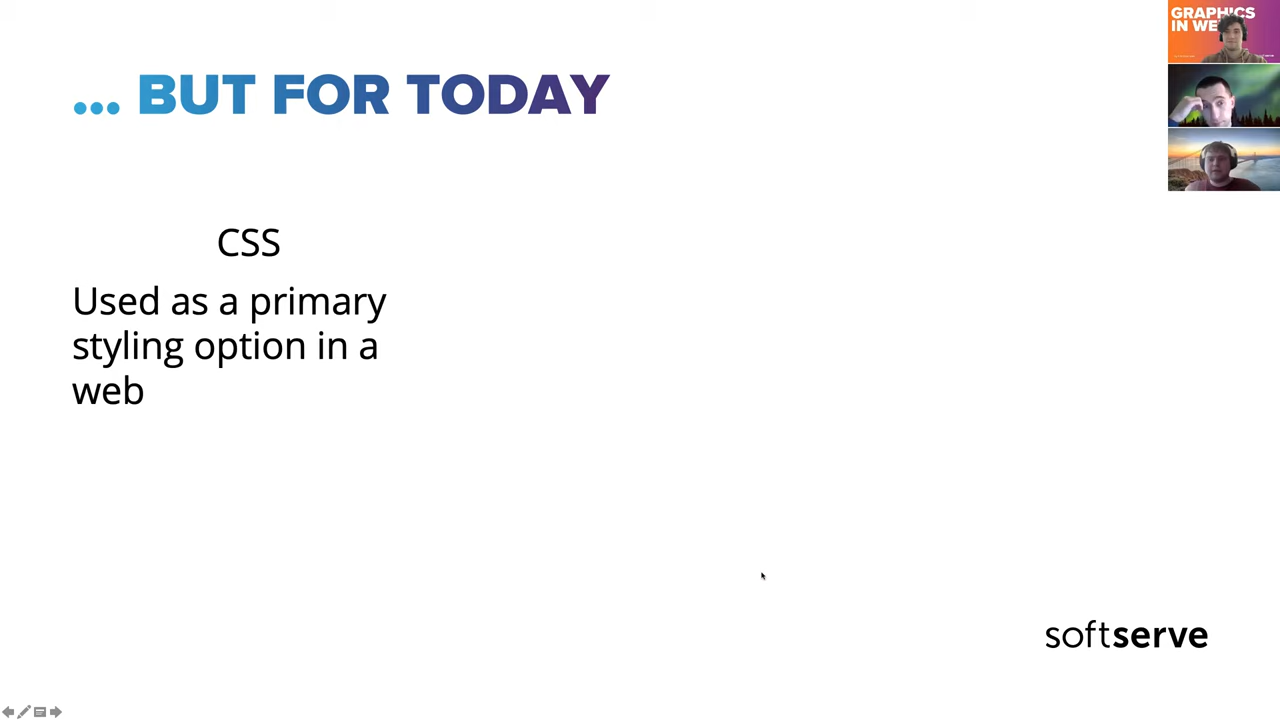 ... BUT FOR TODAY
CSS
Used as a primary
styling option in a
web
GRAPHICS
IN WE
softserve